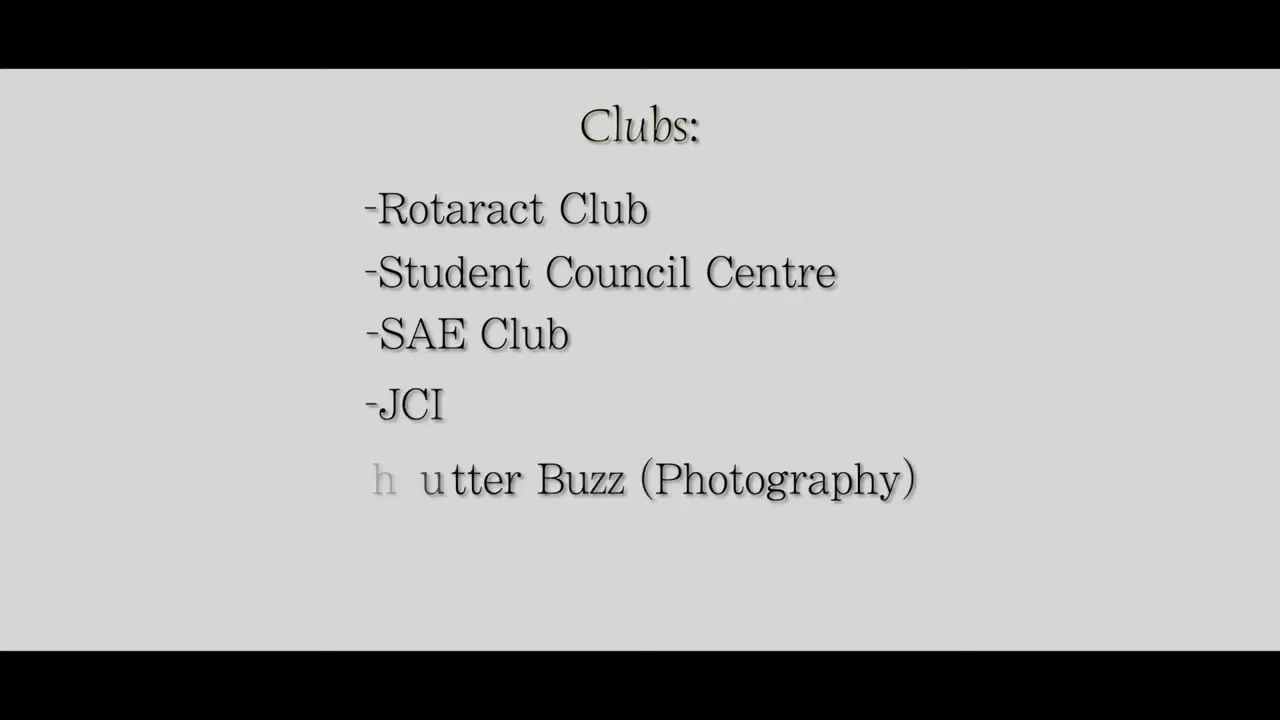 Clubs:
-Rotaract Club
-Student Council Centre
-SAE Club
-JCI
h utter Buzz (Photography)